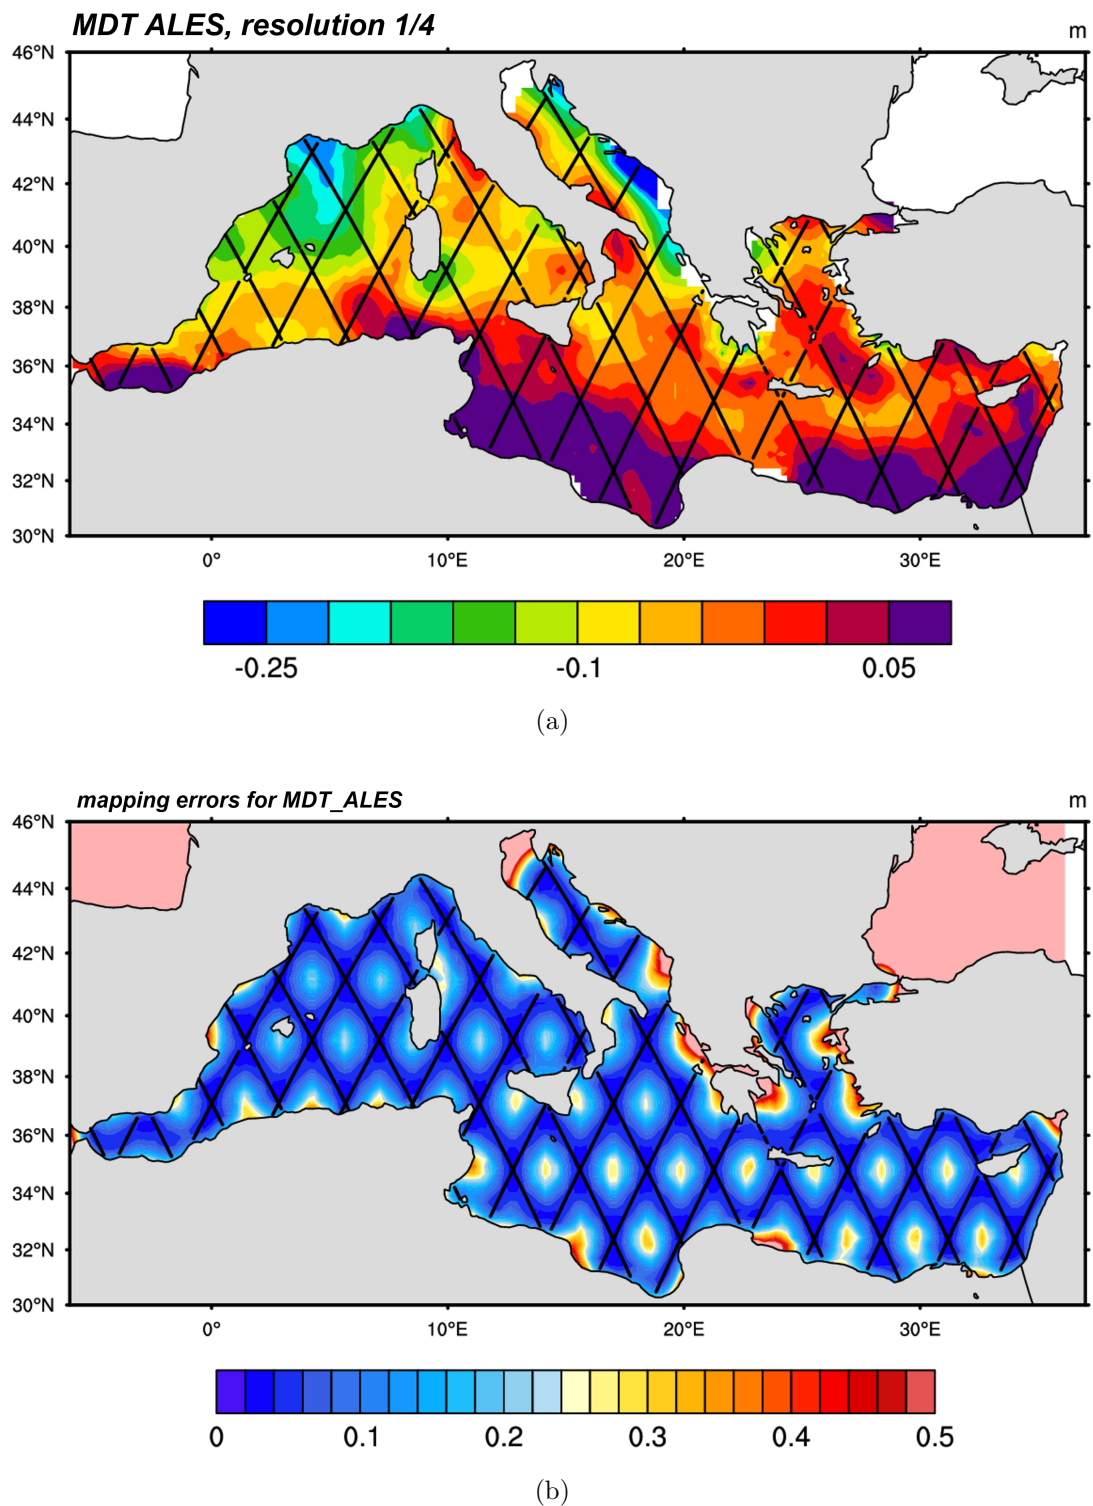 MDT ALES, resolution 1/4
m
46°N
44°N
42°N
40°N
38°N
36°N
34°N
32°N
30°N
0°
10°E
20°E
30°E
-0.25
-0.1
0.05
(a)
mapping errors for MDT_ALES
m
46°N
44°N
42°N
40°N
38°N
36°N
34°N
32°N
30°N
0°
10°E
20°E
30°E
0
0.1
0.2
0.3
0.4
0.5
(b)